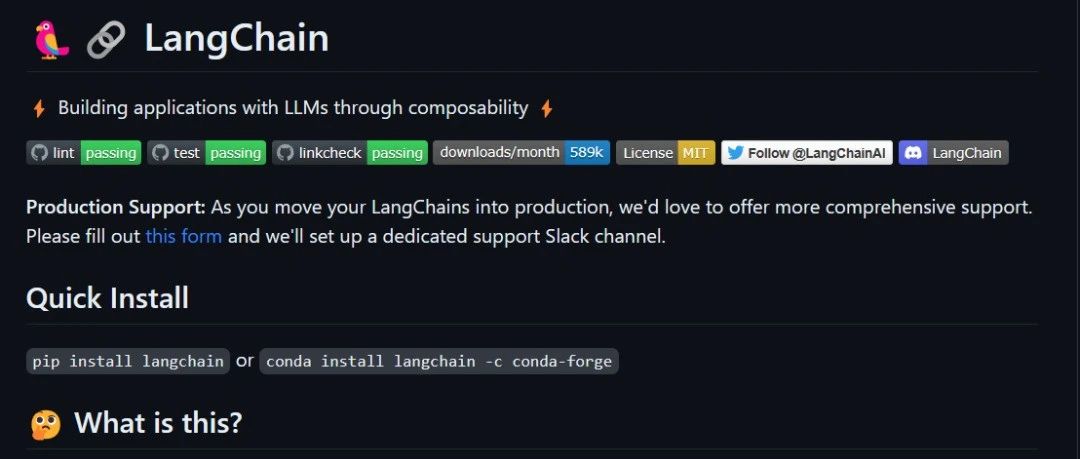 🦜 🔗 LangChain
⚡ Building applications with LLMs through composability ⚡
lint passing test passing linkcheck passing downloads/month 589k License MIT Follow @LangChainAI LangChain
Production Support: As you move your LangChains into production, we'd love to offer more comprehensive support.
Please fill out this form and we'll set up a dedicated support Slack channel.
Quick Install
pip install langchain or conda install langchain -c conda-forge
🤔 What is this?